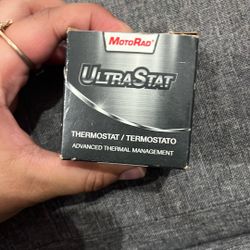 MotoRad
UltraStat
THERMOSTAT / TERMOSTATO
ADVANCED THERMAL MANAGEMENT